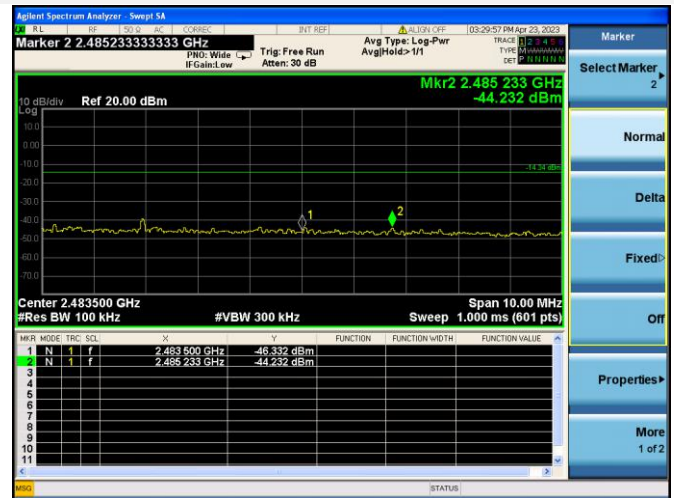 Agilent Spectrum Analyzer - Swept SA
RL RF 50 Ω AC CORREC INT REF ALIGN OFF 03:29:57 PM Apr 23, 2023
Marker 2 2.485233333333 GHz
PNO: Wide Trig: Free Run
IFGain:Low Atten: 30 dB
Avg Type: Log-Pwr
Avg|Hold:>1/1
TRACE 1 2 3 4 5 6
TYPE M
DET P N N N N N
Mkr2 2.485 233 GHz
-44.232 dBm
10 dB/div Ref 20.00 dBm
Log
10.0
0.00
-10.0
-14.34 dBm
-20.0
-30.0
-40.0
-50.0
-60.0
-70.0
1
2
Center 2.483500 GHz Span 10.00 MHz
#Res BW 100 kHz #VBW 300 kHz Sweep 1.000 ms (601 pts)
MKR MODE TRC SCL X Y FUNCTION FUNCTION WIDTH FUNCTION VALUE
1 N 1 f 2.483 500 GHz -46.332 dBm
2 N 1 f 2.485 233 GHz -44.232 dBm
3
4
5
6
7
8
9
10
11
MSG STATUS
Marker
Select Marker
2
Normal
Delta
Fixed
Off
Properties
More
1 of 2